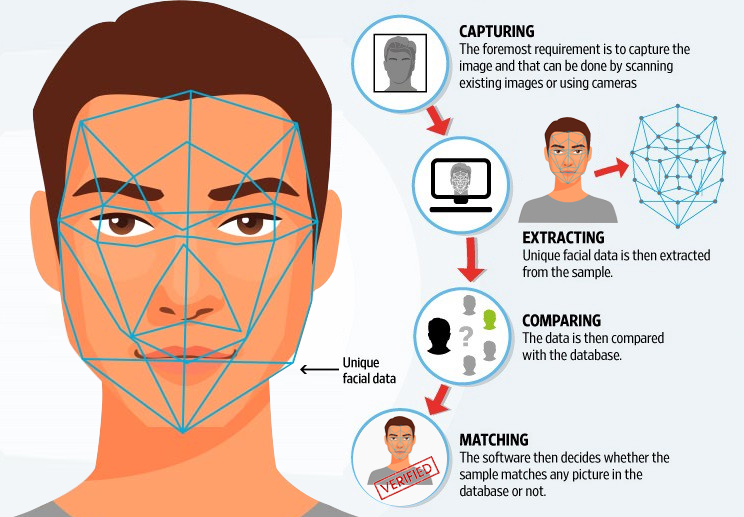 CAPTURING
The foremost requirement is to capture the
image and that can be done by scanning
existing images or using cameras
EXTRACTING
Unique facial data is then extracted
from the sample.
COMPARING
The data is then compared
with the database.
?
Unique
facial data
MATCHING
The software then decides whether the
sample matches any picture in the
database or not.
VERIFIED